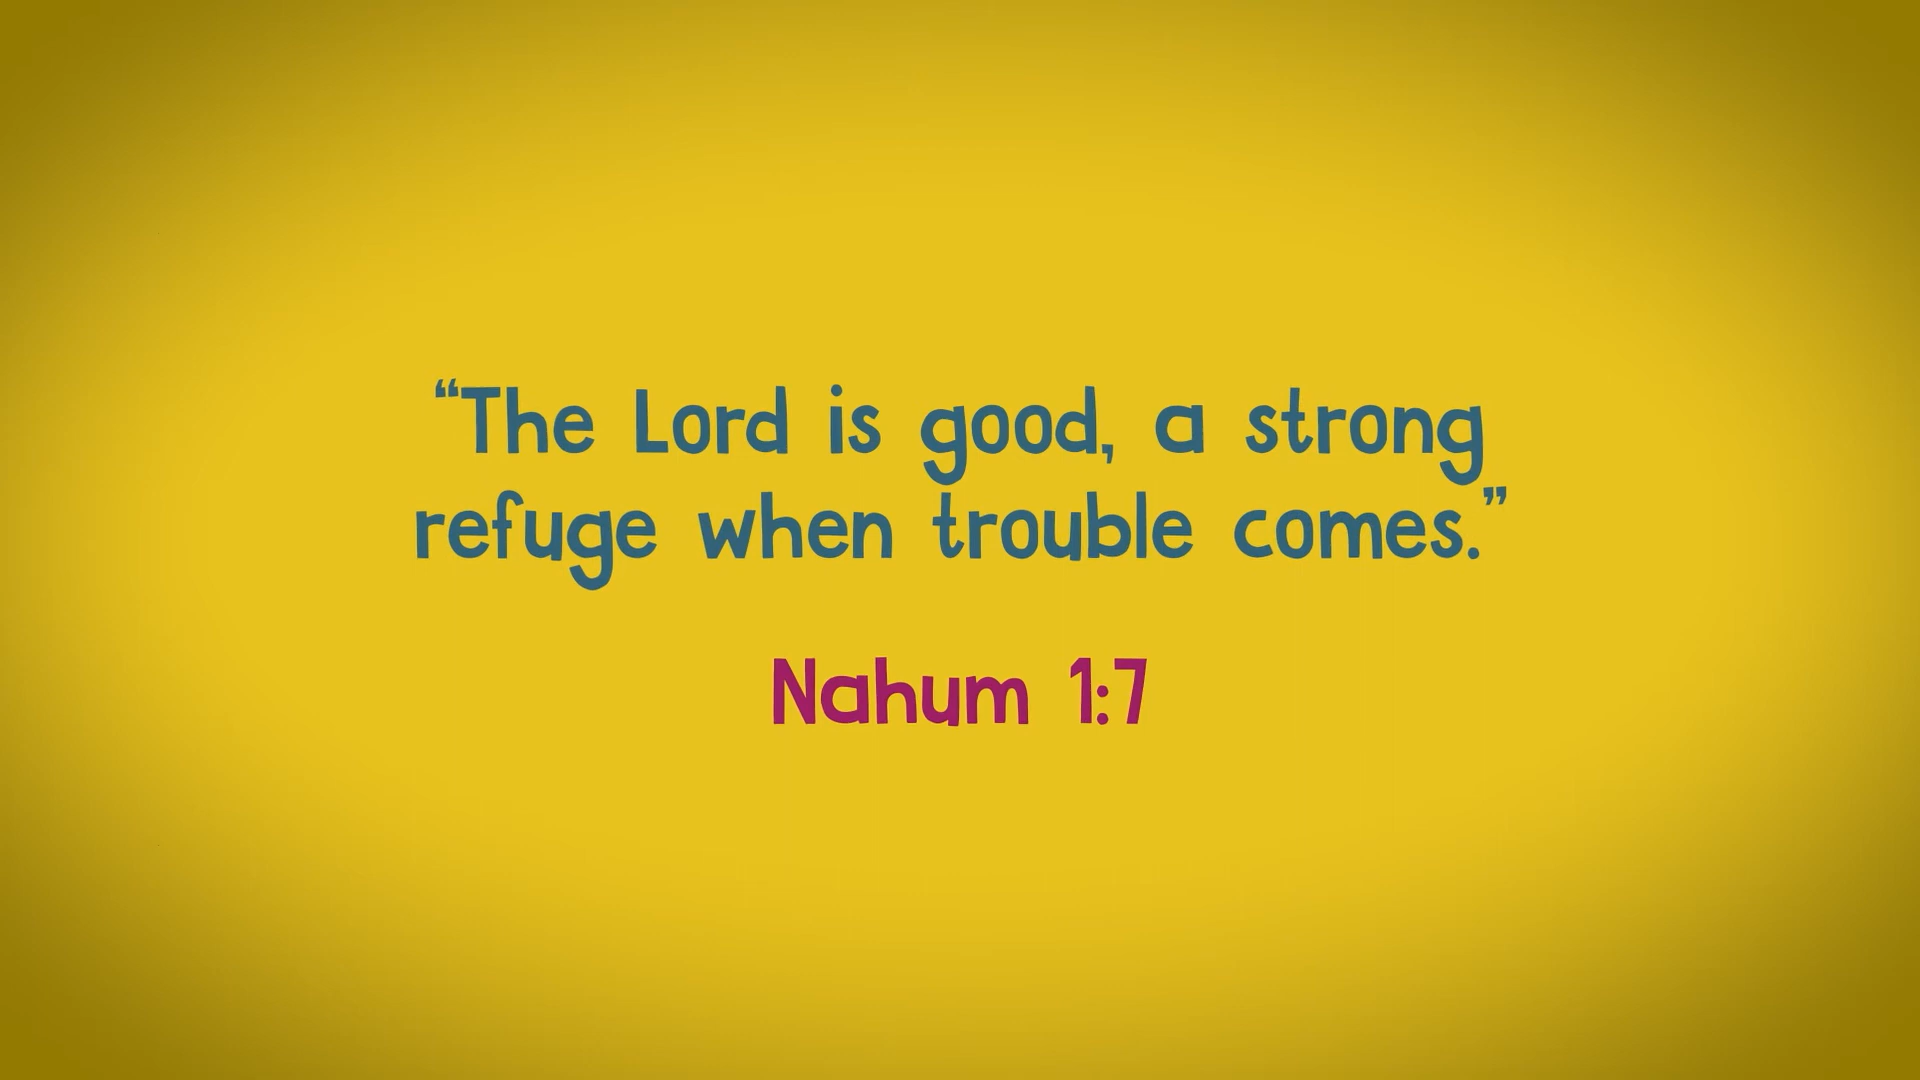 “The Lord is good, a strong
refuge when trouble comes.”
Nahum 1:7